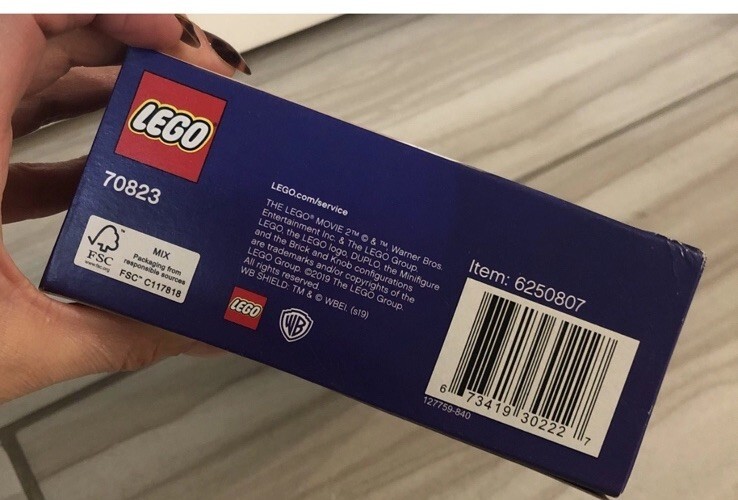 LEGO
70823
FSC
www.fsc.org
MIX
Packaging from
responsible sources
FSC™ C117818
LEGO.com/service
THE LEGO® MOVIE 2™ © & ™ Warner Bros.
Entertainment Inc. & The LEGO Group.
LEGO, the LEGO logo, DUPLO, the Minifigure
and the Brick and Knob configurations
are trademarks and/or copyrights of the
LEGO Group. ©2019 The LEGO Group.
All rights reserved.
WB SHIELD: TM & © WBEI. (s19)
LEGO
WB
Item: 6250807
6 73419 30222 7
127759-840